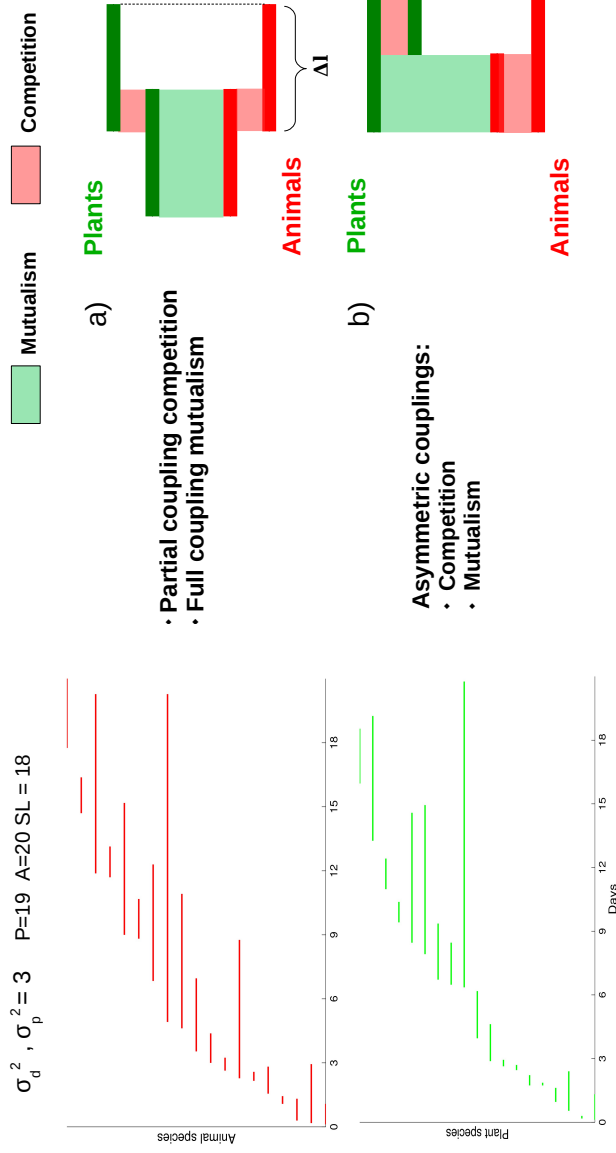 σd² , σp² = 3 P=19 A=20 SL = 18
Animal species
0 3 6 9 12 15 18
Plant species
0 3 6 9 12 15 18
Days
• Partial coupling competition
• Full coupling mutualism
Asymmetric couplings:
• Competition
• Mutualism
Mutualism
Competition
a)
Plants
Animals
Δl
b)
Plants
Animals